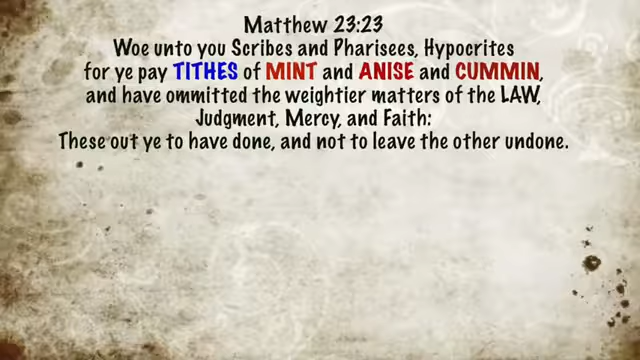 Matthew 23:23
Woe unto you Scribes and Pharisees, Hypocrites
for ye pay TITHES of MINT and ANISE and CUMMIN,
and have ommitted the weightier matters of the LAW,
Judgment, Mercy, and Faith:
These out ye to have done, and not to leave the other undone.